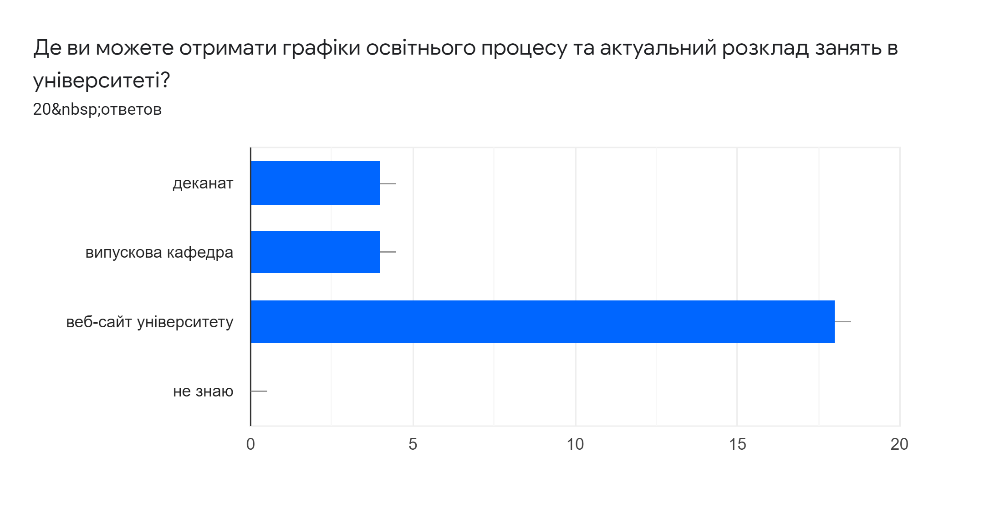 Де ви можете отримати графіки освітнього процесу та актуальний розклад занять в
університеті?
20&nbsp;ответов
деканат
випускова кафедра
веб-сайт університету
не знаю
0 5 10 15 20